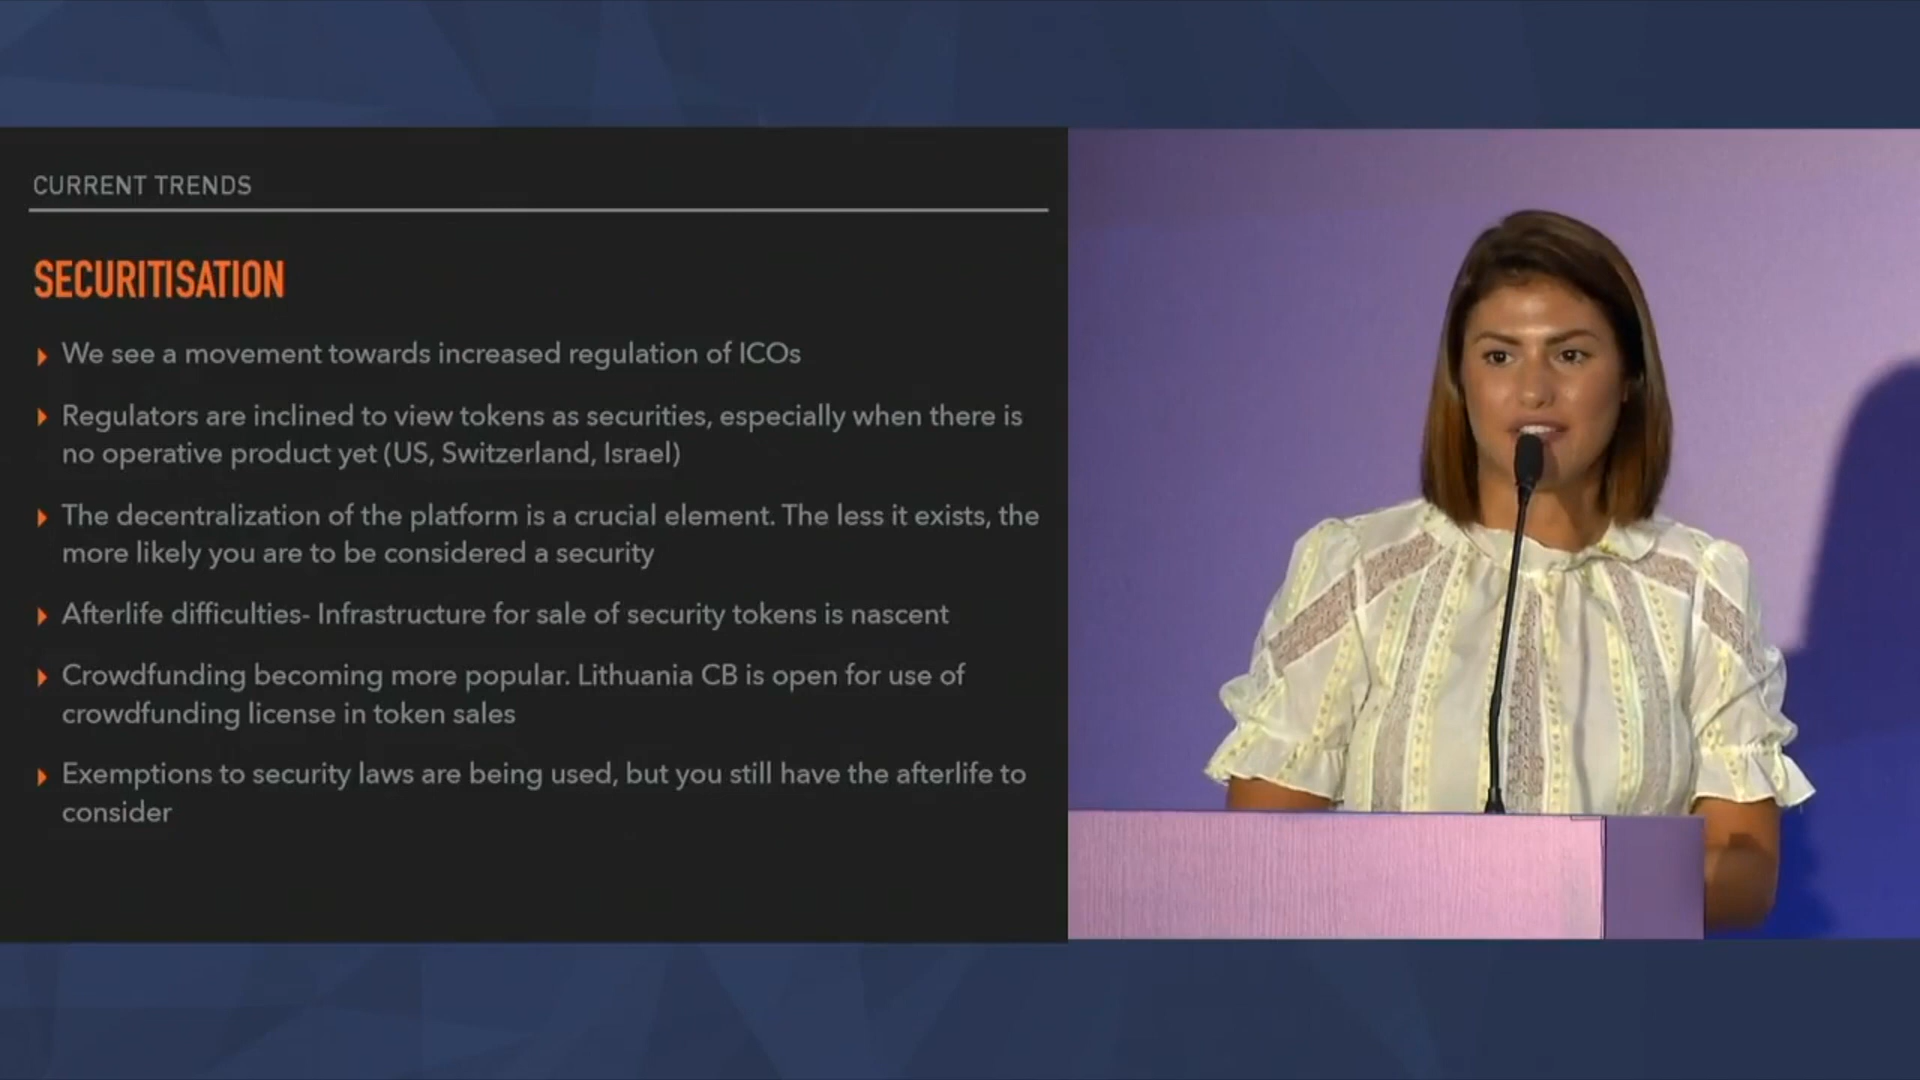 CURRENT TRENDS
SECURITISATION
We see a movement towards increased regulation of ICOs
Regulators are inclined to view tokens as securities, especially when there is
no operative product yet (US, Switzerland, Israel)
The decentralization of the platform is a crucial element. The less it exists, the
more likely you are to be considered a security
Afterlife difficulties- Infrastructure for sale of security tokens is nascent
Crowdfunding becoming more popular. Lithuania CB is open for use of
crowdfunding license in token sales
Exemptions to security laws are being used, but you still have the afterlife to
consider